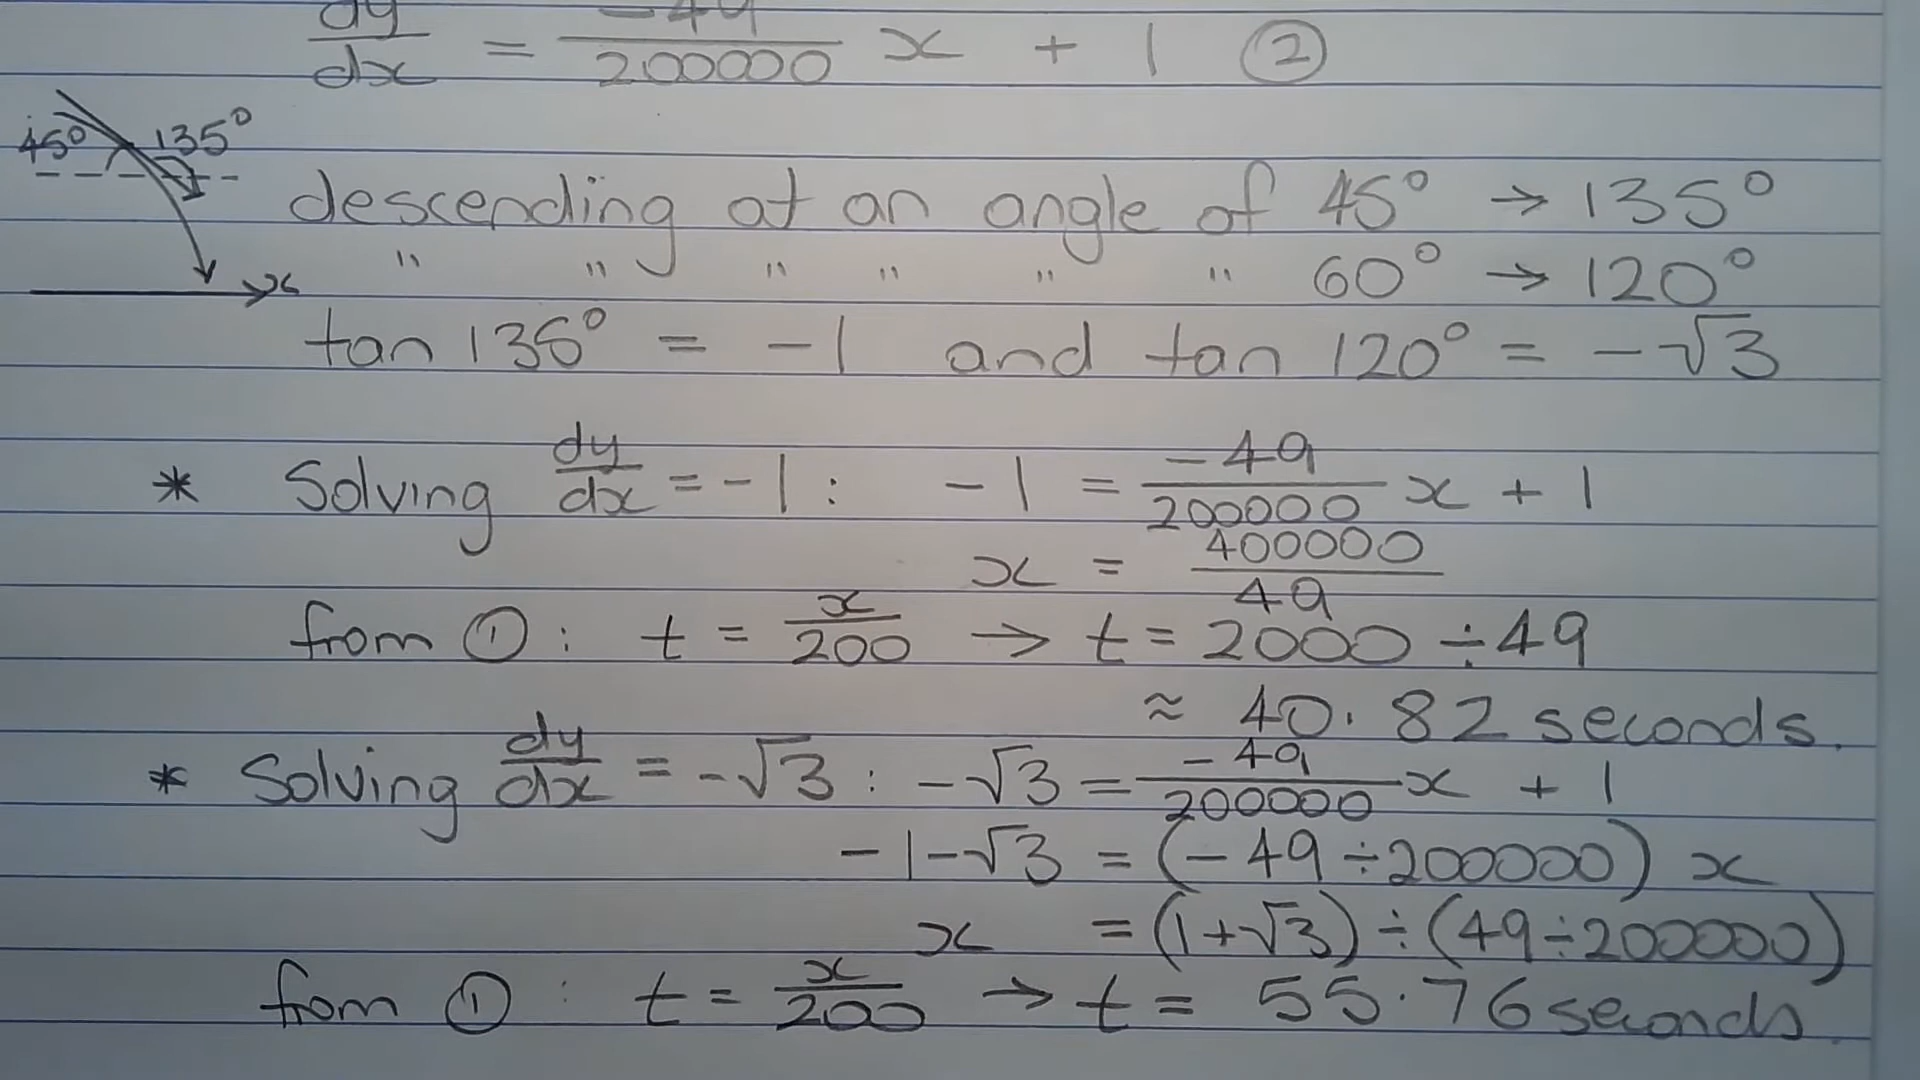 dy/dx = -49/200000 x + 1 ②
45° 135°
descending at an angle of 45° → 135°
" " " " " " 60° → 120°
x
tan 135° = -1 and tan 120° = -√3
* Solving dy/dx = -1 : -1 = -49/200000 x + 1
x = 400000/49
from ① : t = x/200 → t = 2000 ÷ 49
≈ 40.82 seconds.
* Solving dy/dx = -√3 : -√3 = -49/200000 x + 1
-1-√3 = (-49÷200000) x
x = (1+√3) ÷ (49÷200000)
from ① : t = x/200 → t = 55.76 seconds